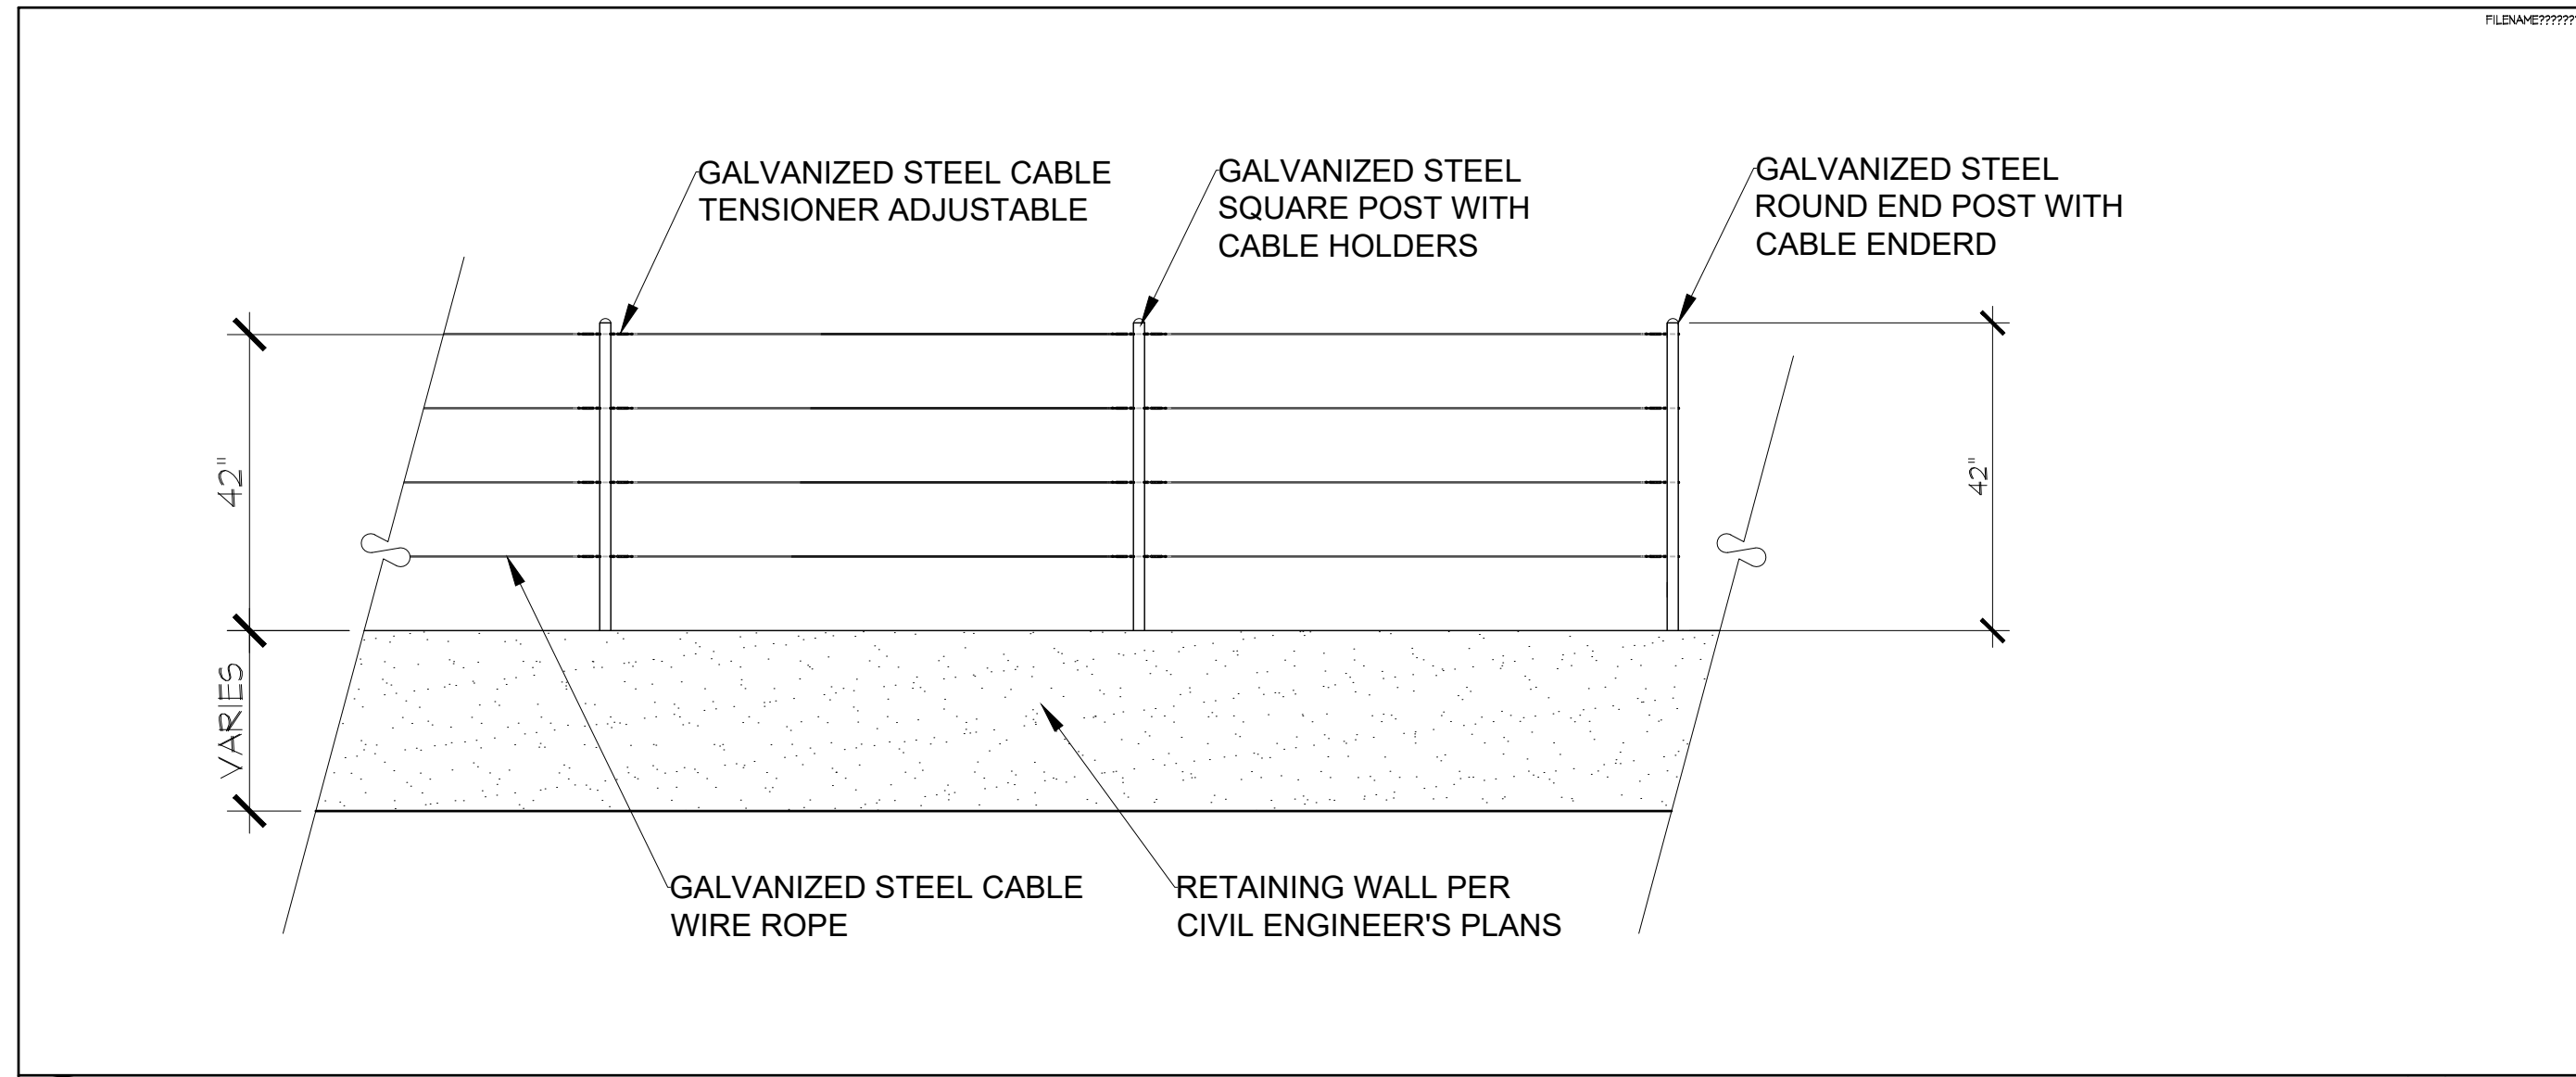 FILENAME???????
GALVANIZED STEEL CABLE
TENSIONER ADJUSTABLE
GALVANIZED STEEL
SQUARE POST WITH
CABLE HOLDERS
GALVANIZED STEEL
ROUND END POST WITH
CABLE ENDERD
42"
42"
VARIES
GALVANIZED STEEL CABLE
WIRE ROPE
RETAINING WALL PER
CIVIL ENGINEER'S PLANS